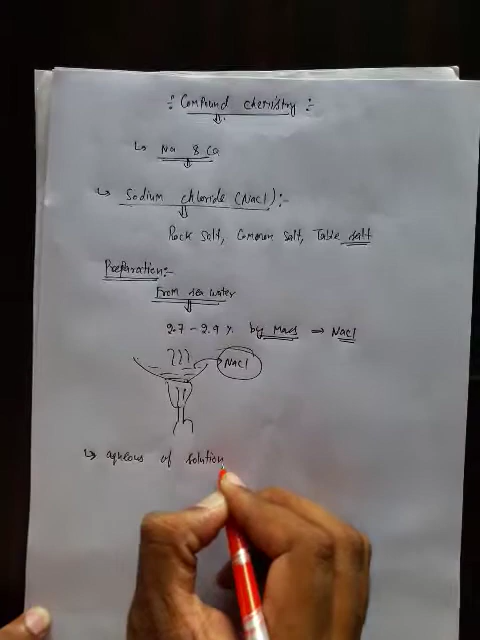 ÷ Compound chemistry :-
↳ Na & Ca
↳ Sodium chloride (NaCl):-
Rock salt, Common salt, Table salt
Preparation:-
From sea water
2.7 - 2.9 %. by Mass ⇒ NaCl
NaCl
↳ aqueous of solution